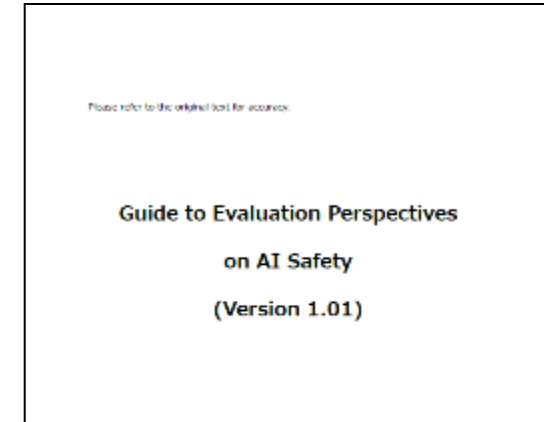 Please refer to the original text for accuracy.
Guide to Evaluation Perspectives
on AI Safety
(Version 1.01)